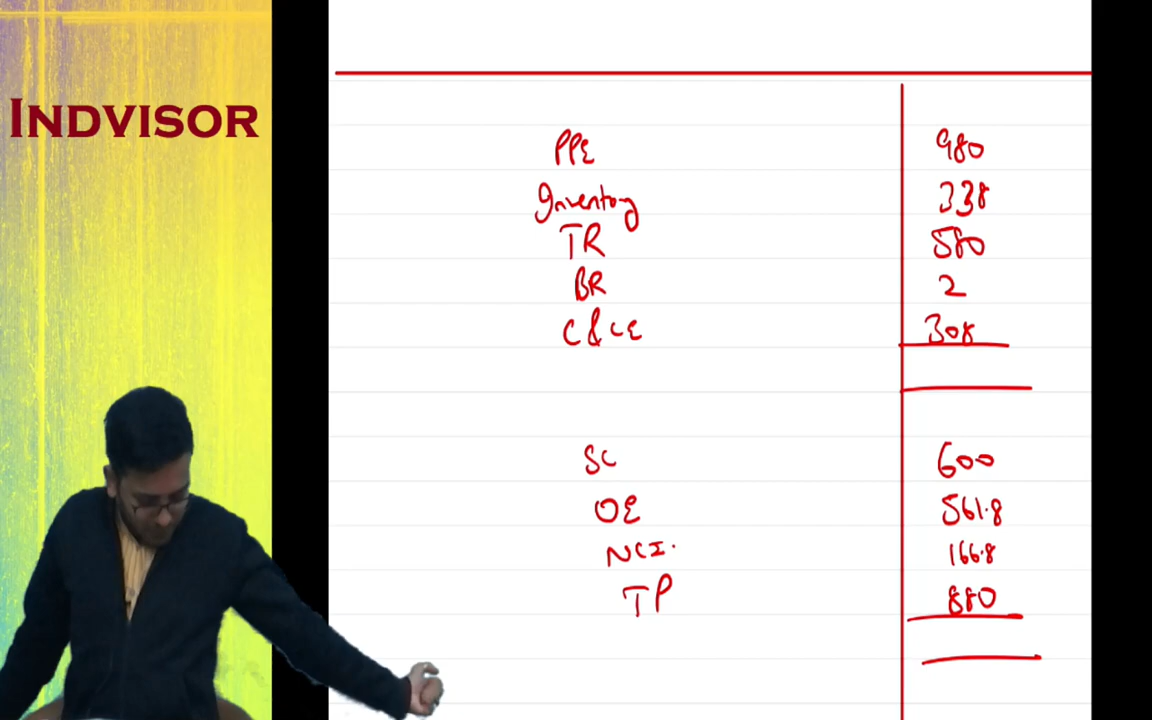 INDVISOR
PPE 980
Inventory 338
TR 580
BR 2
C&CE 308
SC 600
OE 561.8
NCI. 166.8
TP 880